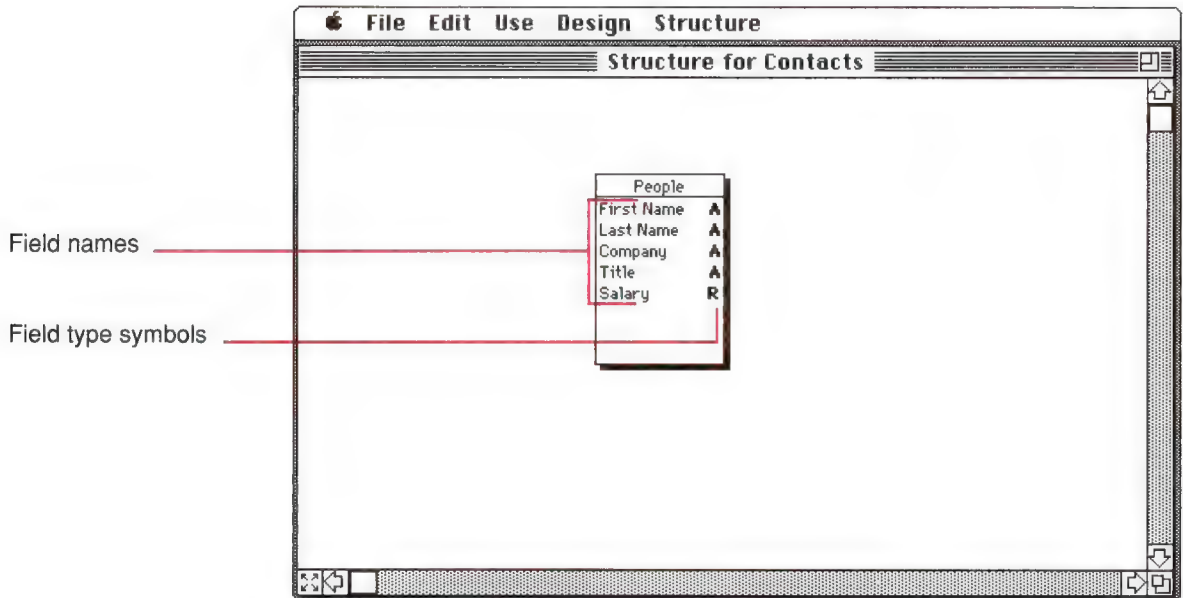 File Edit Use Design Structure
Structure for Contacts
People
First Name A
Last Name A
Company A
Title A
Salary R
Field names
Field type symbols